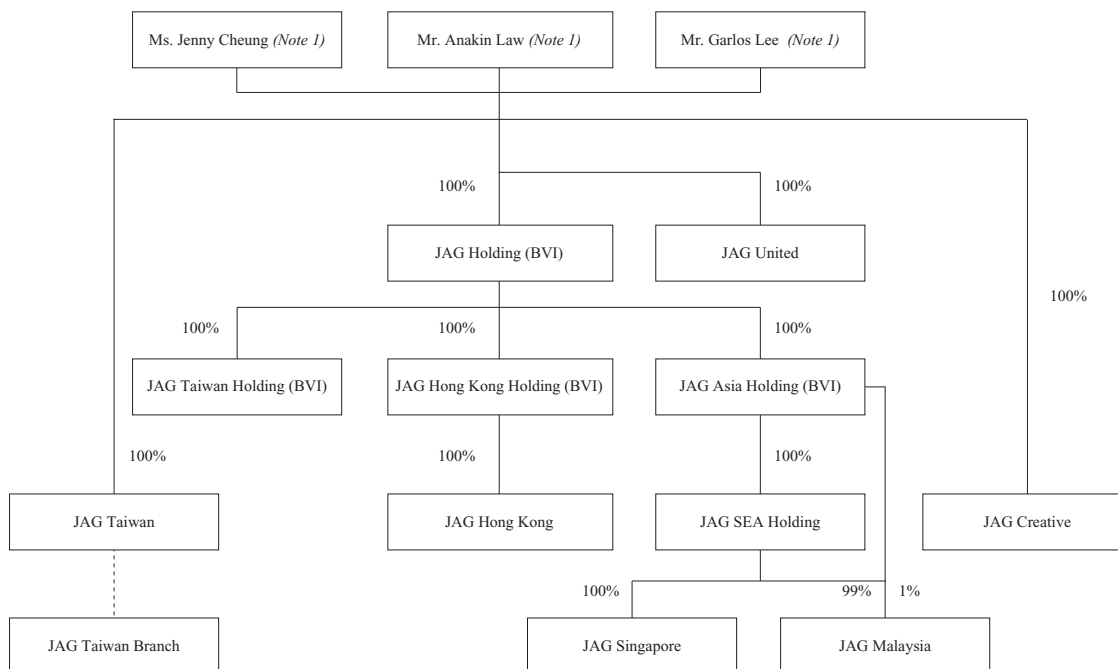 Ms. Jenny Cheung (Note 1)
Mr. Anakin Law (Note 1)
Mr. Garlos Lee (Note 1)
100%
100%
JAG Holding (BVI)
JAG United
100%
100%
100%
100%
JAG Taiwan Holding (BVI)
JAG Hong Kong Holding (BVI)
JAG Asia Holding (BVI)
100%
100%
100%
JAG Taiwan
JAG Hong Kong
JAG SEA Holding
JAG Creative
100%
99%
1%
JAG Taiwan Branch
JAG Singapore
JAG Malaysia